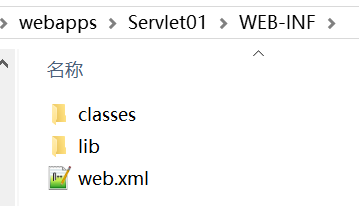 webapps > Servlet01 > WEB-INF >
名称
classes
lib
web.xml